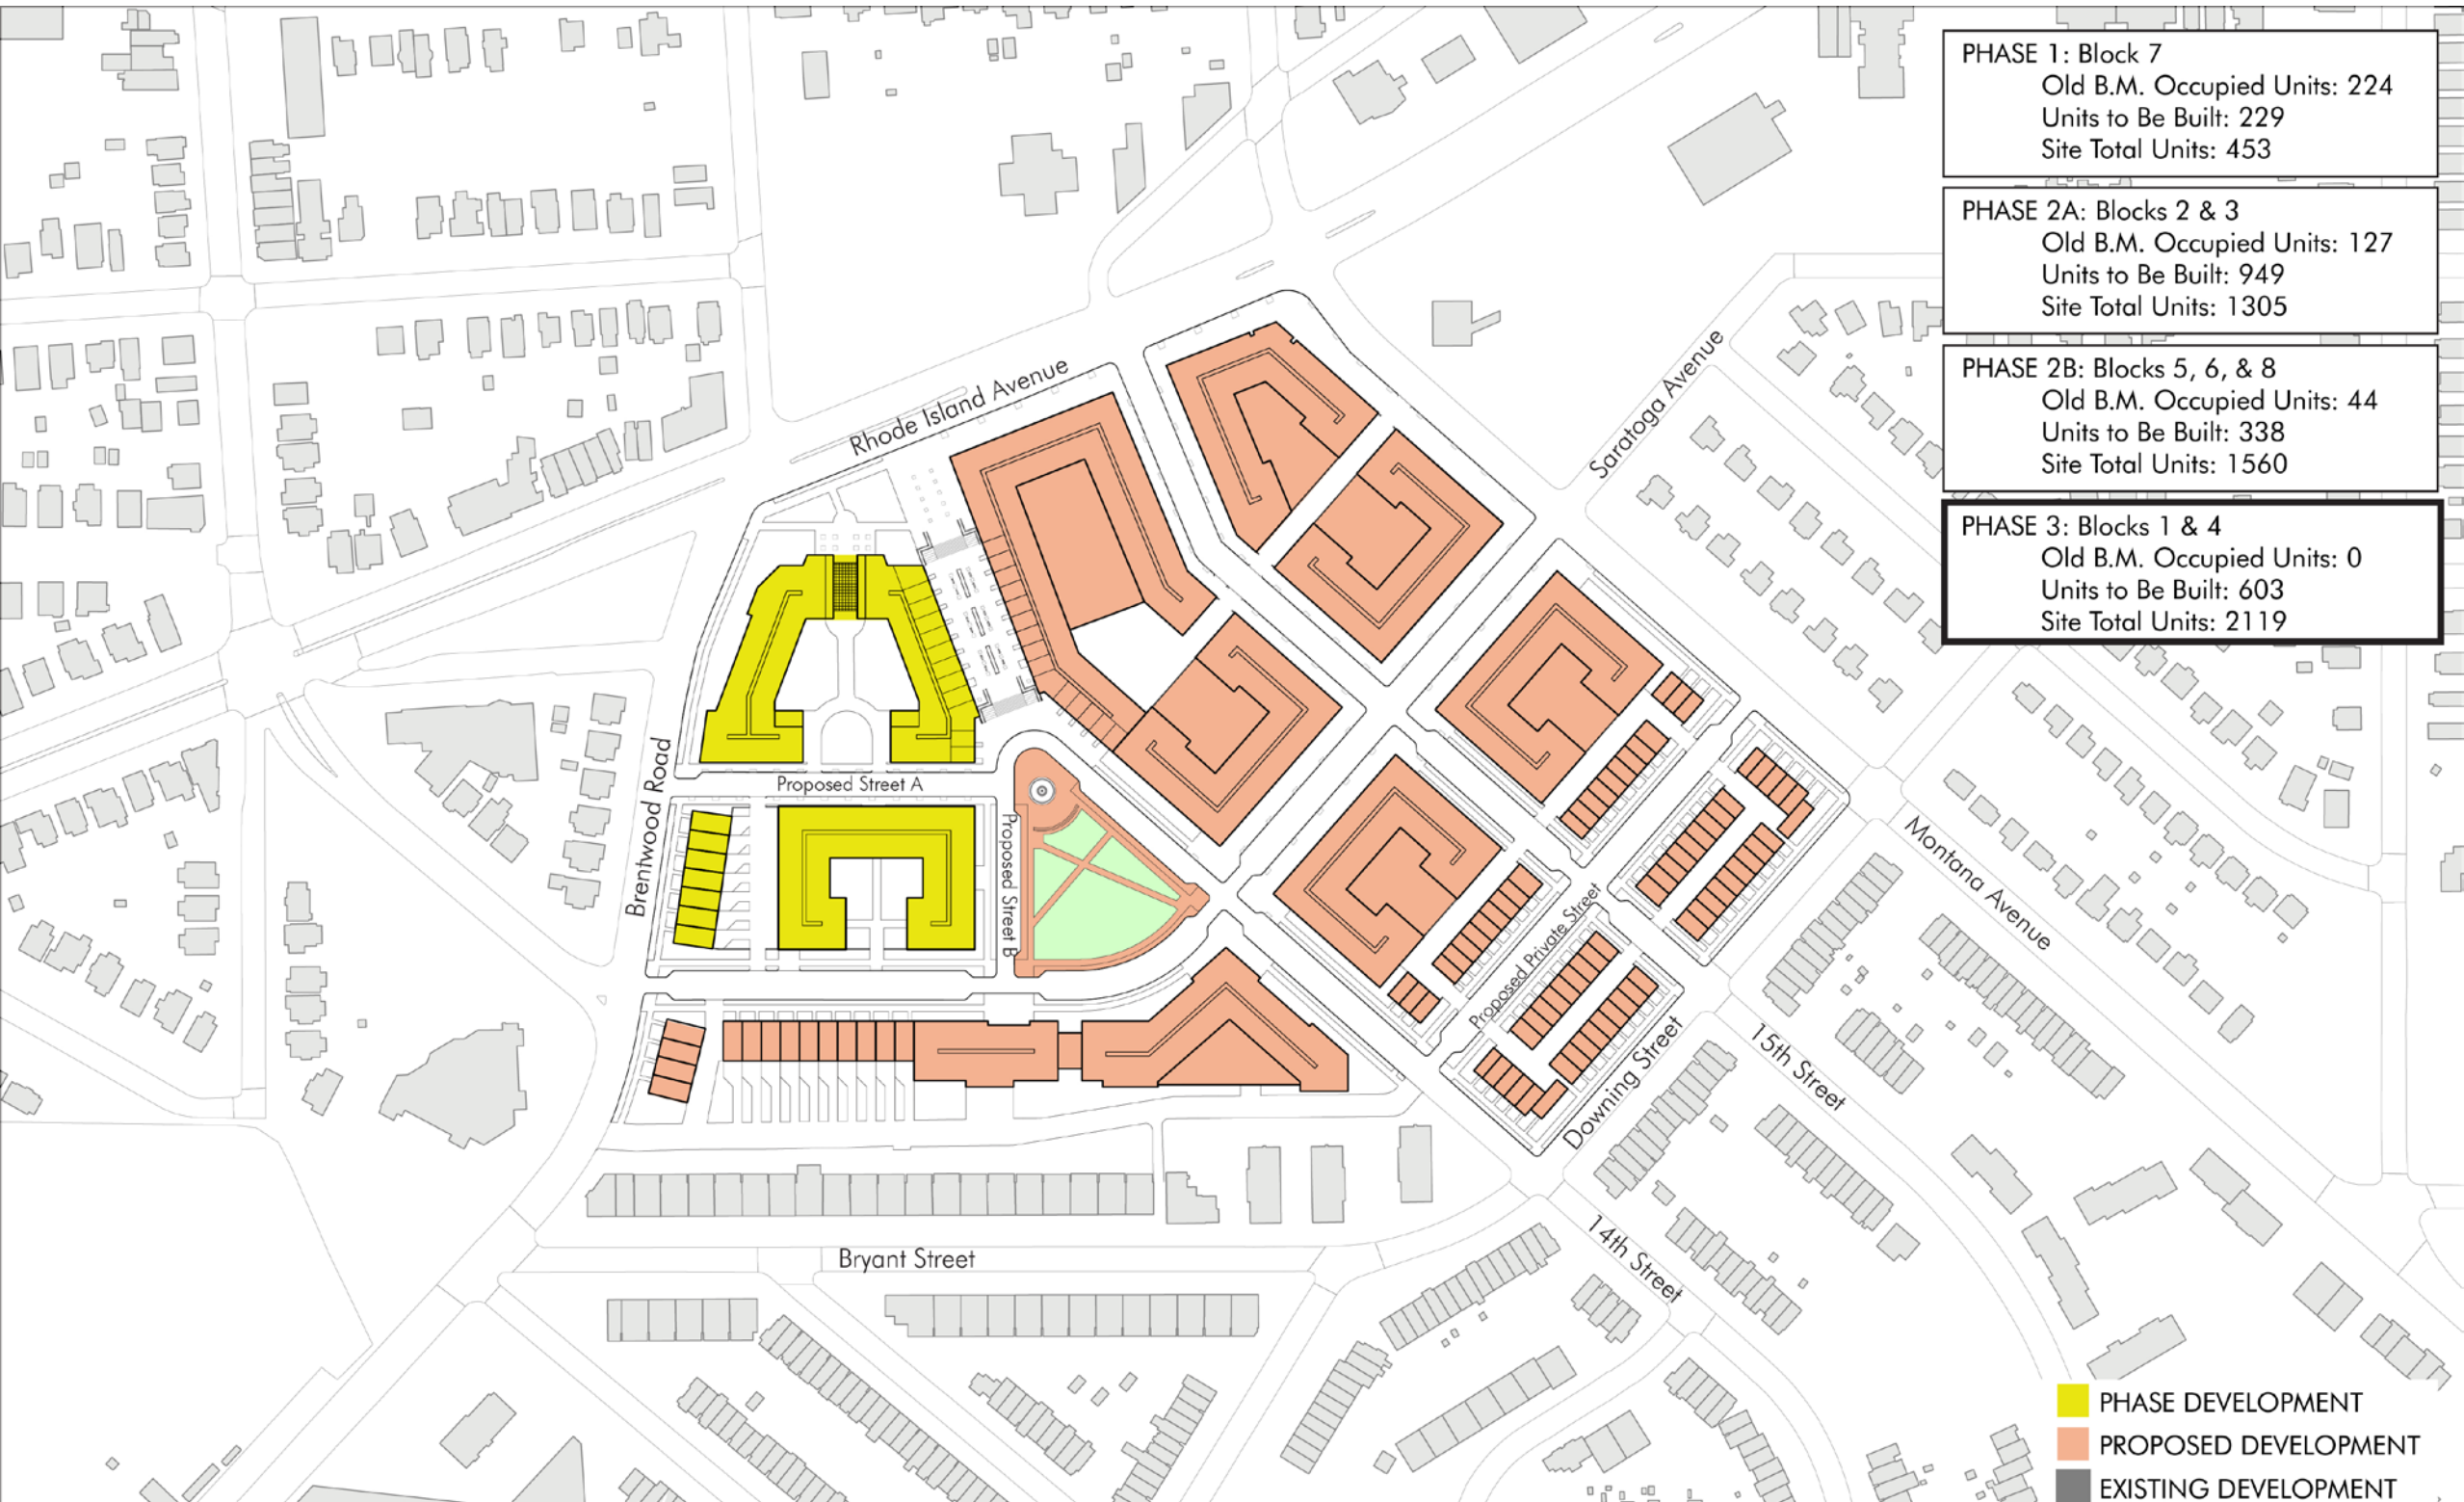 PHASE 1: Block 7
Old B.M. Occupied Units: 224
Units to Be Built: 229
Site Total Units: 453
PHASE 2A: Blocks 2 & 3
Old B.M. Occupied Units: 127
Units to Be Built: 949
Site Total Units: 1305
PHASE 2B: Blocks 5, 6, & 8
Old B.M. Occupied Units: 44
Units to Be Built: 338
Site Total Units: 1560
PHASE 3: Blocks 1 & 4
Old B.M. Occupied Units: 0
Units to Be Built: 603
Site Total Units: 2119
Rhode Island Avenue
Saratoga Avenue
Brentwood Road
Proposed Street A
Proposed Street B
Proposed Private Street
Montana Avenue
Downing Street
15th Street
14th Street
Bryant Street
PHASE DEVELOPMENT
PROPOSED DEVELOPMENT
EXISTING DEVELOPMENT